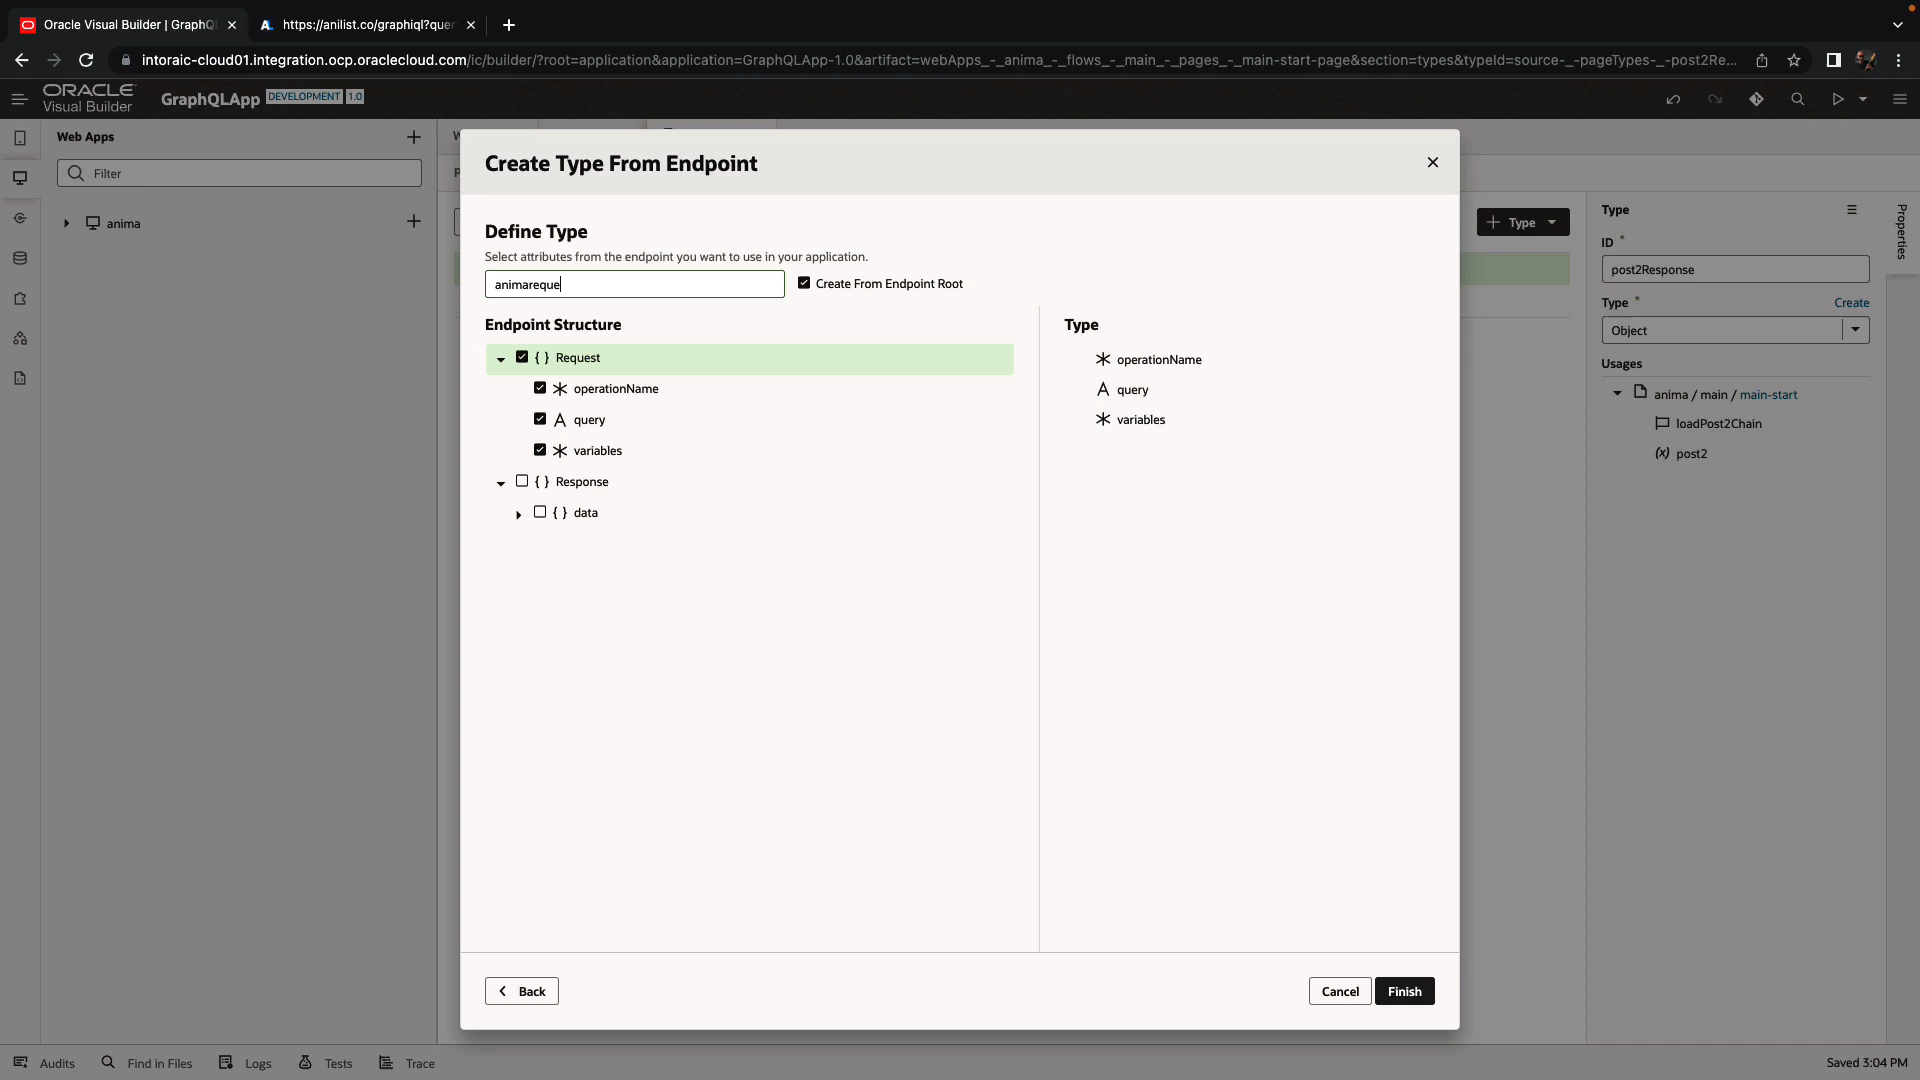 Oracle Visual Builder | GraphQL
https://anilist.co/graphiql?quer
intoraic-cloud01.integration.ocp.oraclecloud.com/ic/builder/?root=application&application=GraphQLApp-1.0&artifact=webApps_-_anima_-_flows_-_main_-_pages_-_main-start-page&section=types&typeId=source-_-pageTypes-_-post2Re...
ORACLE
Visual Builder
GraphQLApp
DEVELOPMENT 1.0
Web Apps
Filter
anima
Create Type From Endpoint
Define Type
Select attributes from the endpoint you want to use in your application.
animareque
Create From Endpoint Root
Endpoint Structure
{ } Request
operationName
A query
variables
{ } Response
{ } data
Type
operationName
A query
variables
Back
Cancel
Finish
Type
Type
ID *
post2Response
Type *
Create
Object
Usages
anima / main / main-start
loadPost2Chain
(x) post2
Properties
Audits
Find in Files
Logs
Tests
Trace
Saved 3:04 PM